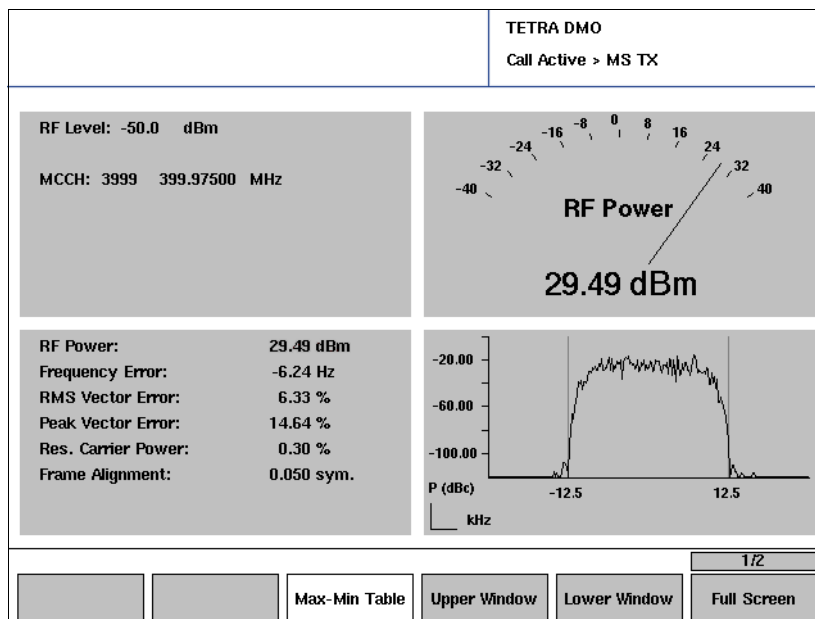 TETRA DMO
Call Active > MS TX
RF Level: -50.0 dBm
MCCH: 3999 399.97500 MHz
-40 -32 -24 -16 -8 0 8 16 24 32 40
RF Power
29.49 dBm
RF Power: 29.49 dBm
Frequency Error: -6.24 Hz
RMS Vector Error: 6.33 %
Peak Vector Error: 14.64 %
Res. Carrier Power: 0.30 %
Frame Alignment: 0.050 sym.
-20.00
-60.00
-100.00
P (dBc)
-12.5 12.5
kHz
1/2
Max-Min Table Upper Window Lower Window Full Screen